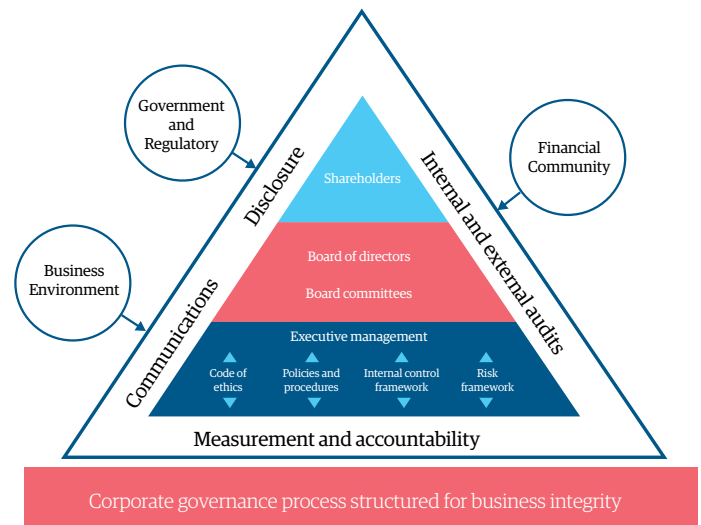 Government
and
Regulatory
Financial
Community
Business
Environment
Disclosure
Communications
Internal and external audits
Shareholders
Board of directors
Board committees
Executive management
Code of
ethics
Policies and
procedures
Internal control
framework
Risk
framework
Measurement and accountability
Corporate governance process structured for business integrity